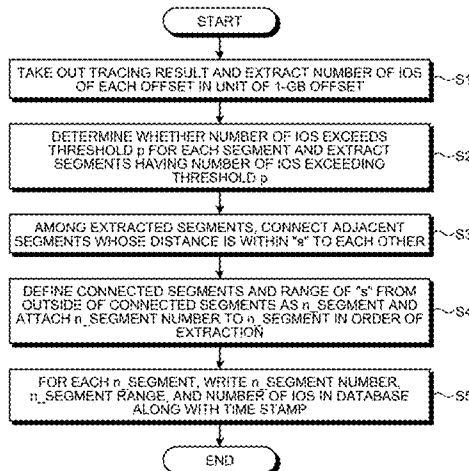 START
TAKE OUT TRACING RESULT AND EXTRACT NUMBER OF IOS
OF EACH OFFSET IN UNIT OF 1-GB OFFSET
S1
DETERMINE WHETHER NUMBER OF IOS EXCEEDS
THRESHOLD p FOR EACH SEGMENT AND EXTRACT
SEGMENTS HAVING NUMBER OF IOS EXCEEDING
THRESHOLD p
S2
AMONG EXTRACTED SEGMENTS, CONNECT ADJACENT
SEGMENTS WHOSE DISTANCE IS WITHIN "s" TO EACH OTHER
S3
DEFINE CONNECTED SEGMENTS AND RANGE OF "s" FROM
OUTSIDE OF CONNECTED SEGMENTS AS n_SEGMENT AND
ATTACH n_SEGMENT NUMBER TO n_SEGMENT IN ORDER OF
EXTRACTION
S4
FOR EACH n_SEGMENT, WRITE n_SEGMENT NUMBER,
n_SEGMENT RANGE, AND NUMBER OF IOS IN DATABASE
ALONG WITH TIME STAMP
S5
END